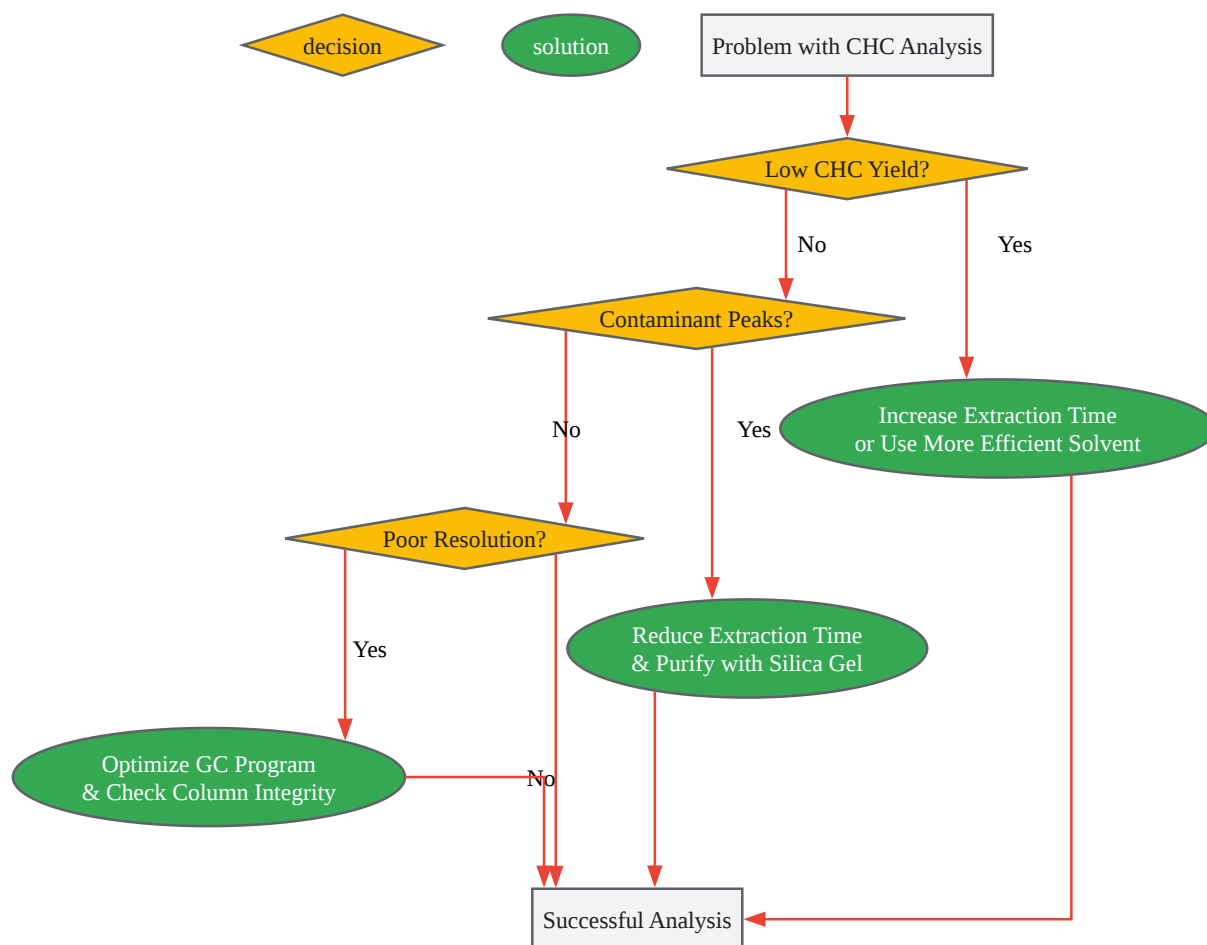 decision
solution
Problem with CHC Analysis
Low CHC Yield?
No
Yes
Contaminant Peaks?
Increase Extraction Time
or Use More Efficient Solvent
No
Yes
Poor Resolution?
Reduce Extraction Time
& Purify with Silica Gel
Yes
Optimize GC Program
& Check Column Integrity
No
Successful Analysis